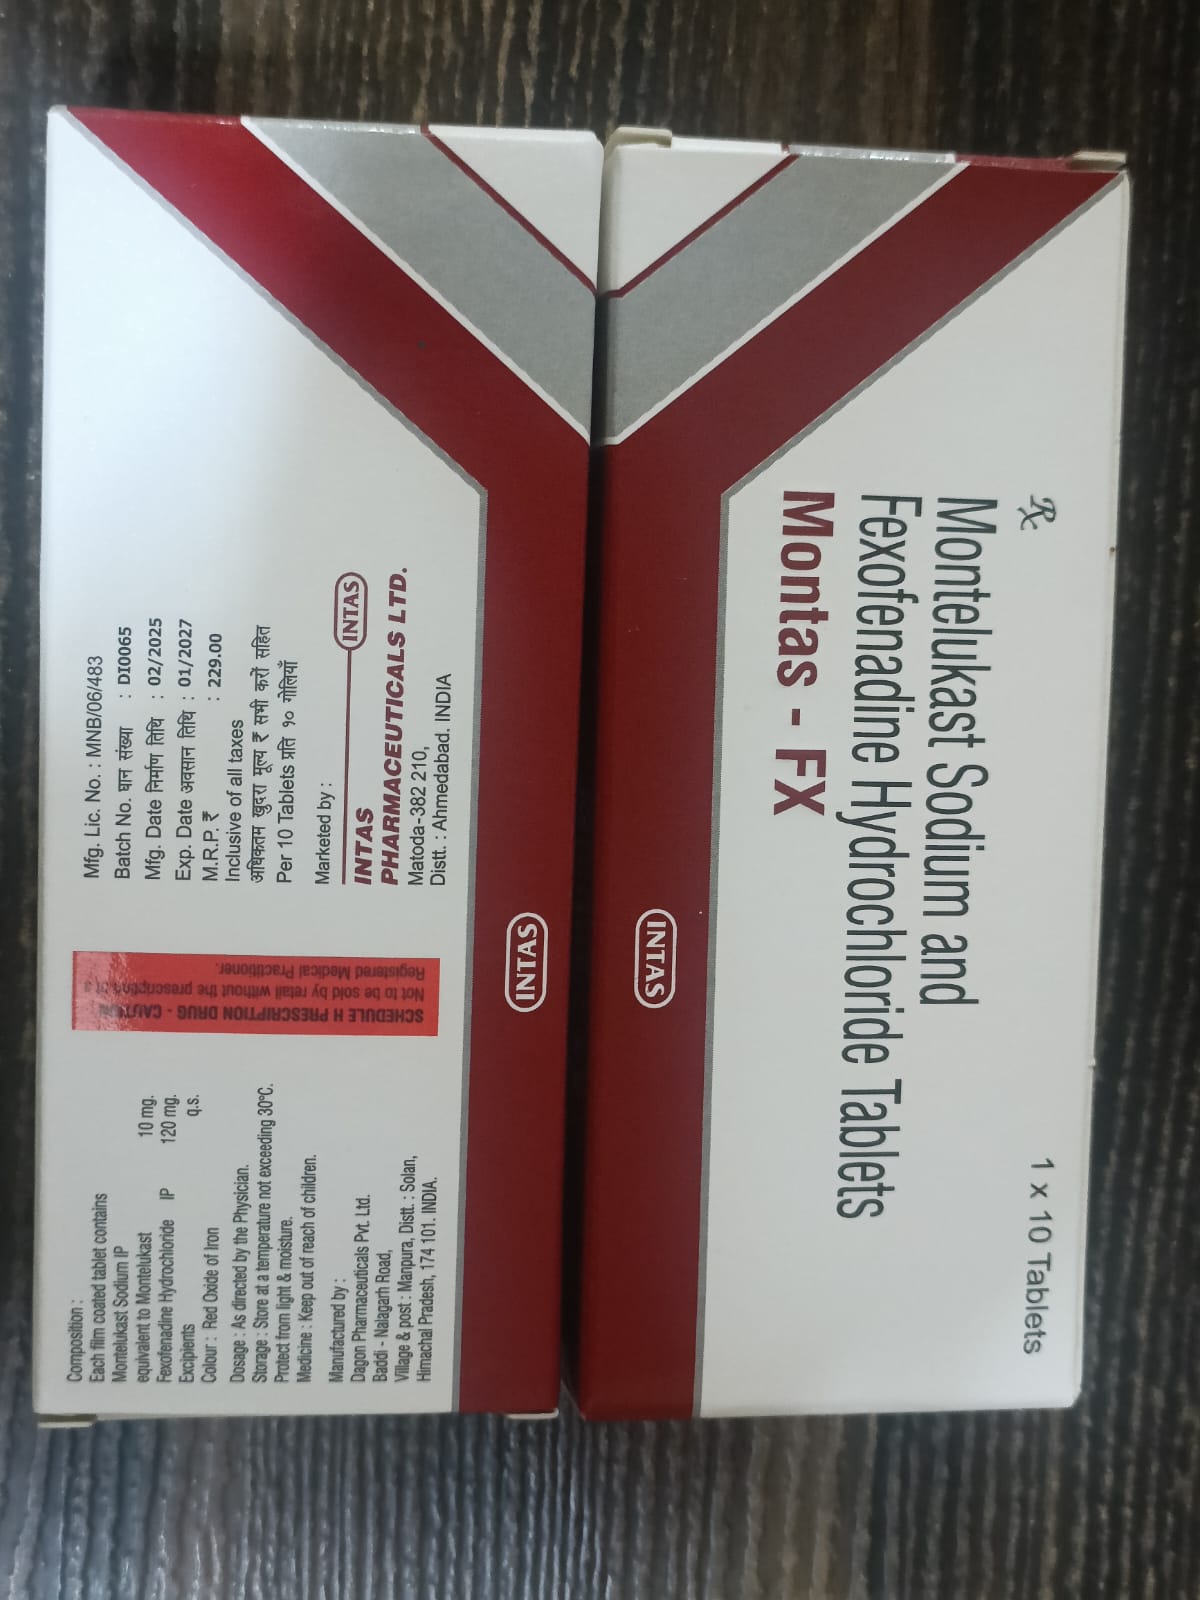 Rx
Montelukast Sodium and
Fexofenadine Hydrochloride Tablets
Montas - FX
1 x 10 Tablets
INTAS
INTAS
Composition :
Each film coated tablet contains
Montelukast Sodium IP
equivalent to Montelukast 10 mg.
Fexofenadine Hydrochloride IP 120 mg.
Excipients q.s.
Colour : Red Oxide of Iron
Dosage : As directed by the Physician.
Storage : Store at a temperature not exceeding 30°C.
Protect from light & moisture.
Medicine : Keep out of reach of children.
Manufactured by :
Dagon Pharmaceuticals Pvt. Ltd.
Baddi - Nalagarh Road,
Village & post : Manpura, Distt. : Solan,
Himachal Pradesh, 174 101. INDIA.
SCHEDULE H PRESCRIPTION DRUG - CAUTION
Not to be sold by retail without the prescription of a
Registered Medical Practitioner.
Mfg. Lic. No. : MNB/06/483
Batch No. घान संख्या : DI0065
Mfg. Date निर्माण तिथि : 02/2025
Exp. Date अवसान तिथि : 01/2027
M.R.P. ₹ : 229.00
Inclusive of all taxes
अधिकतम खुदरा मूल्य ₹ सभी करों सहित
Per 10 Tablets प्रति १० गोलियाँ
Marketed by :
INTAS
INTAS
PHARMACEUTICALS LTD.
Matoda-382 210,
Distt. : Ahmedabad. INDIA